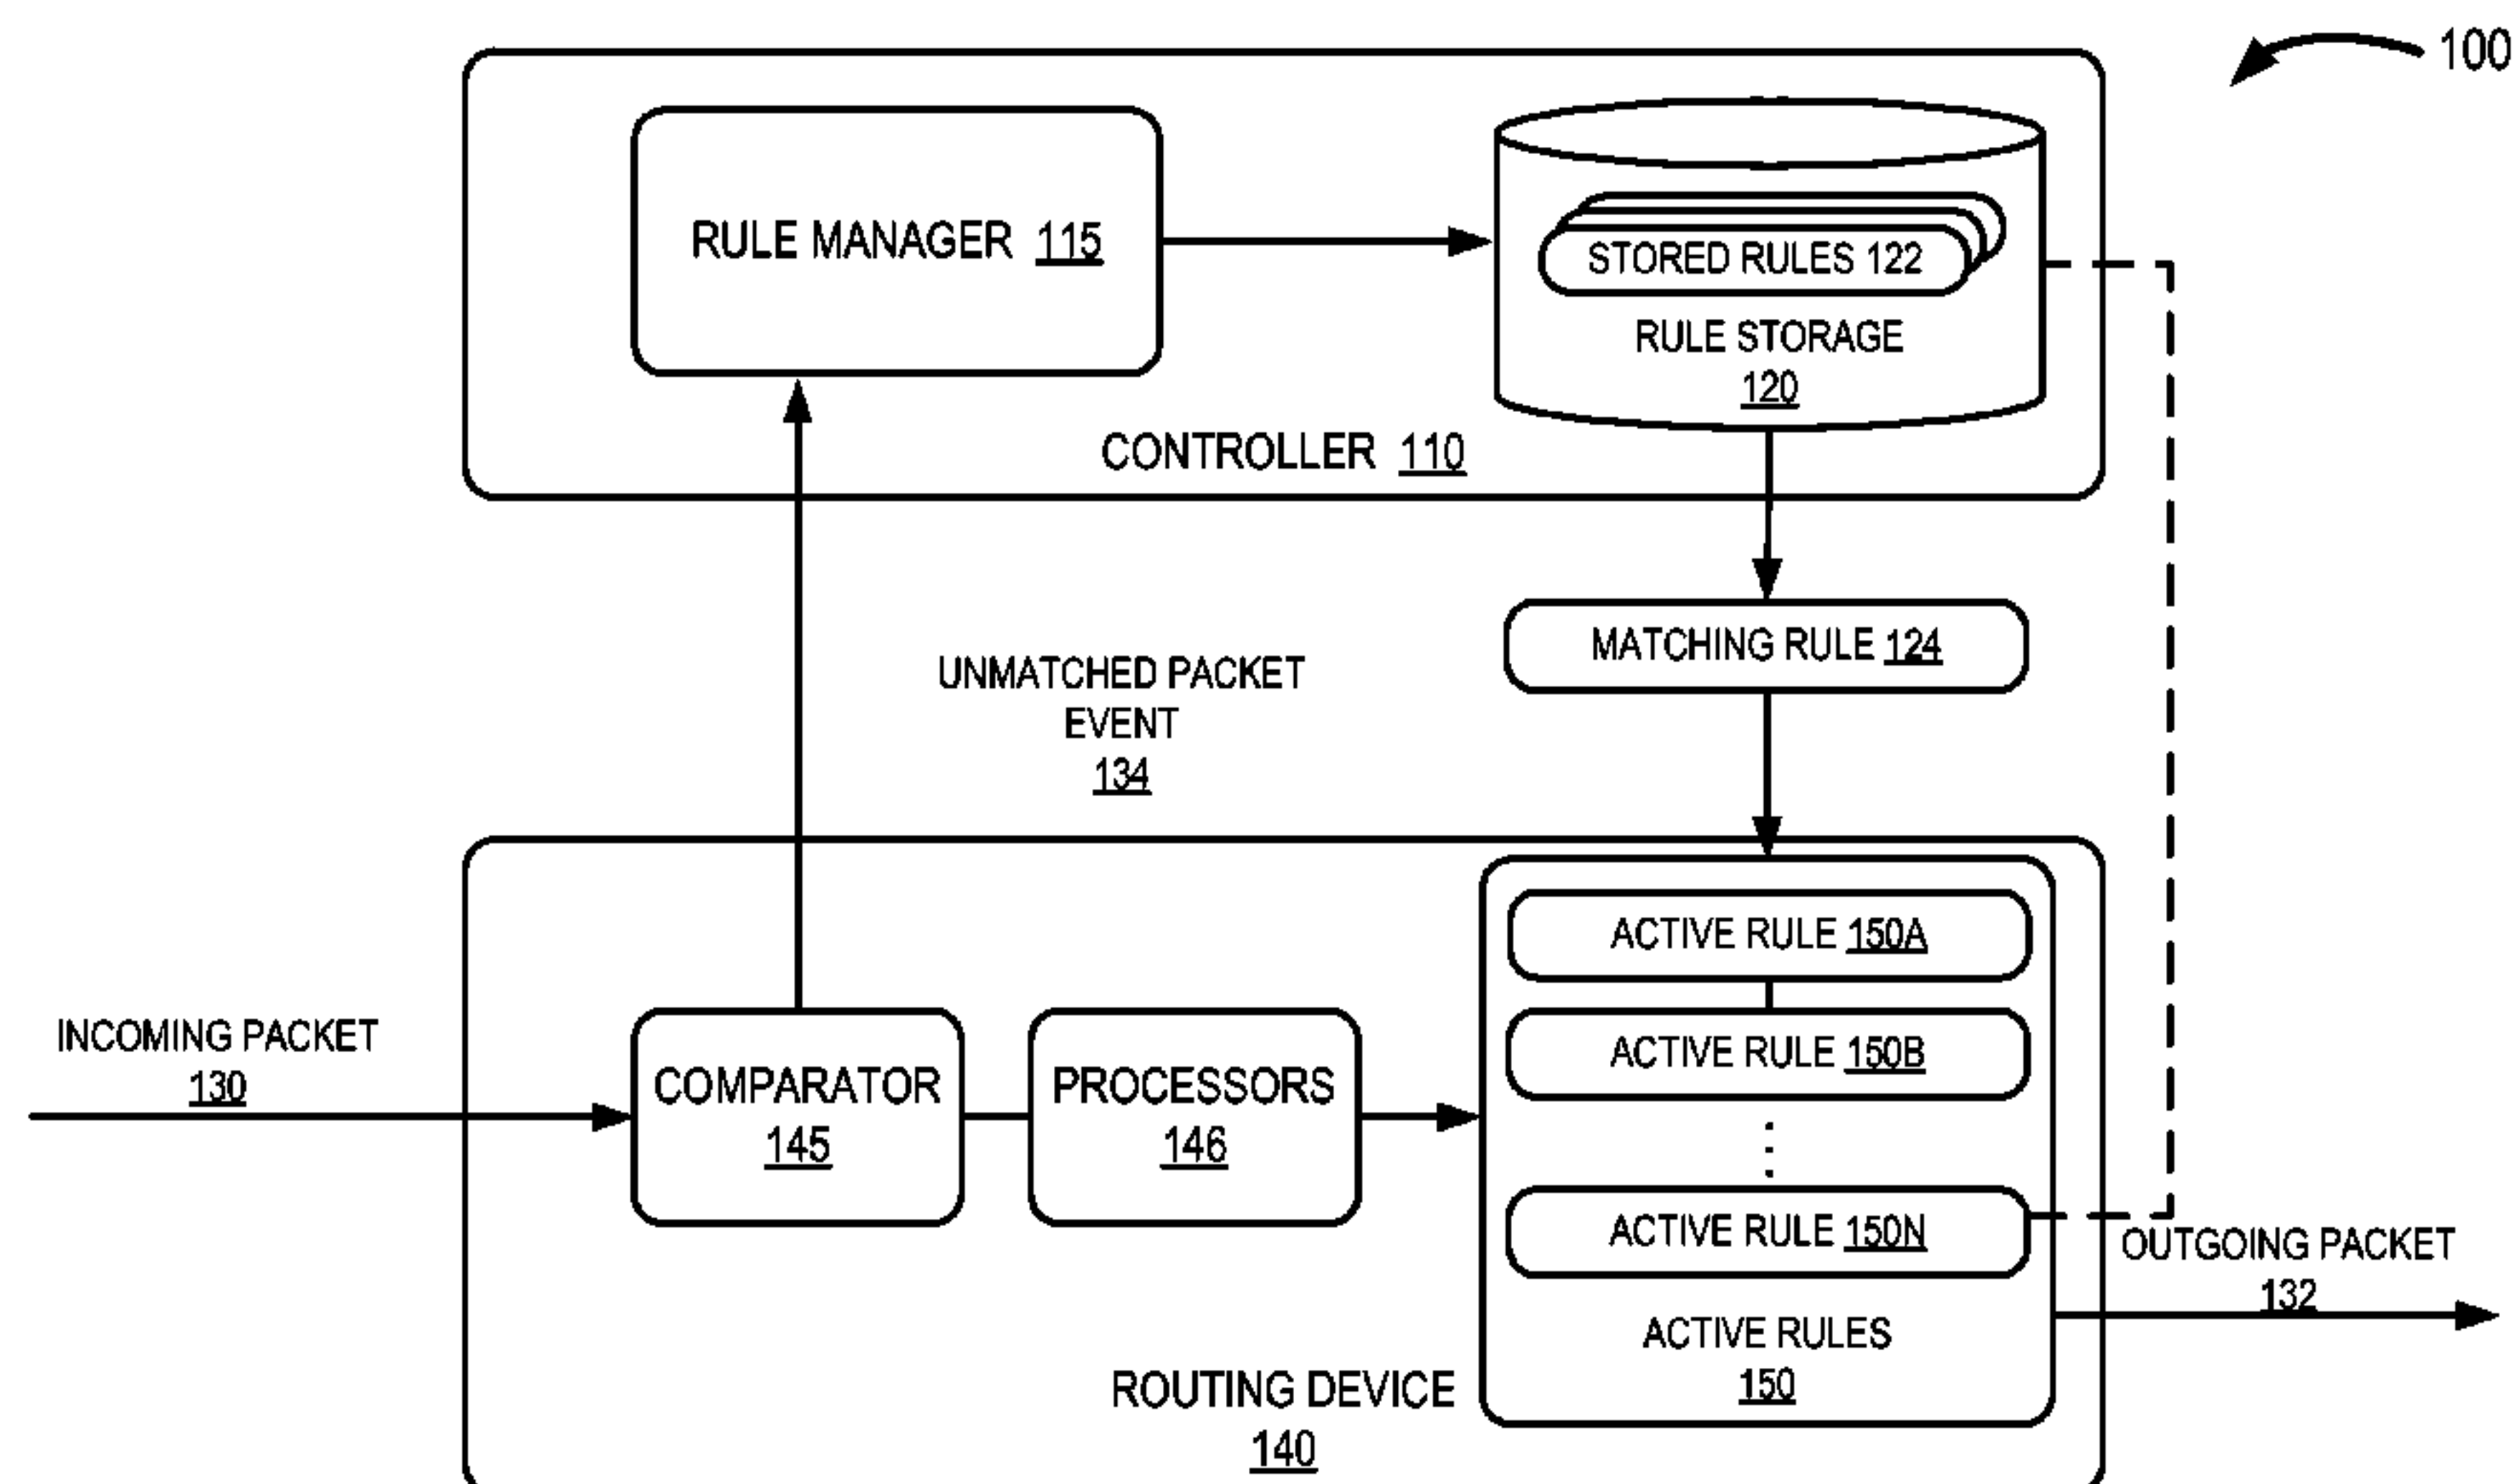 100
RULE MANAGER 115
STORED RULES 122
RULE STORAGE
120
CONTROLLER 110
MATCHING RULE 124
UNMATCHED PACKET
EVENT
134
INCOMING PACKET
130
COMPARATOR
145
PROCESSORS
146
ACTIVE RULE 150A
ACTIVE RULE 150B
⋮
ACTIVE RULE 150N
ACTIVE RULES
150
OUTGOING PACKET
132
ROUTING DEVICE
140